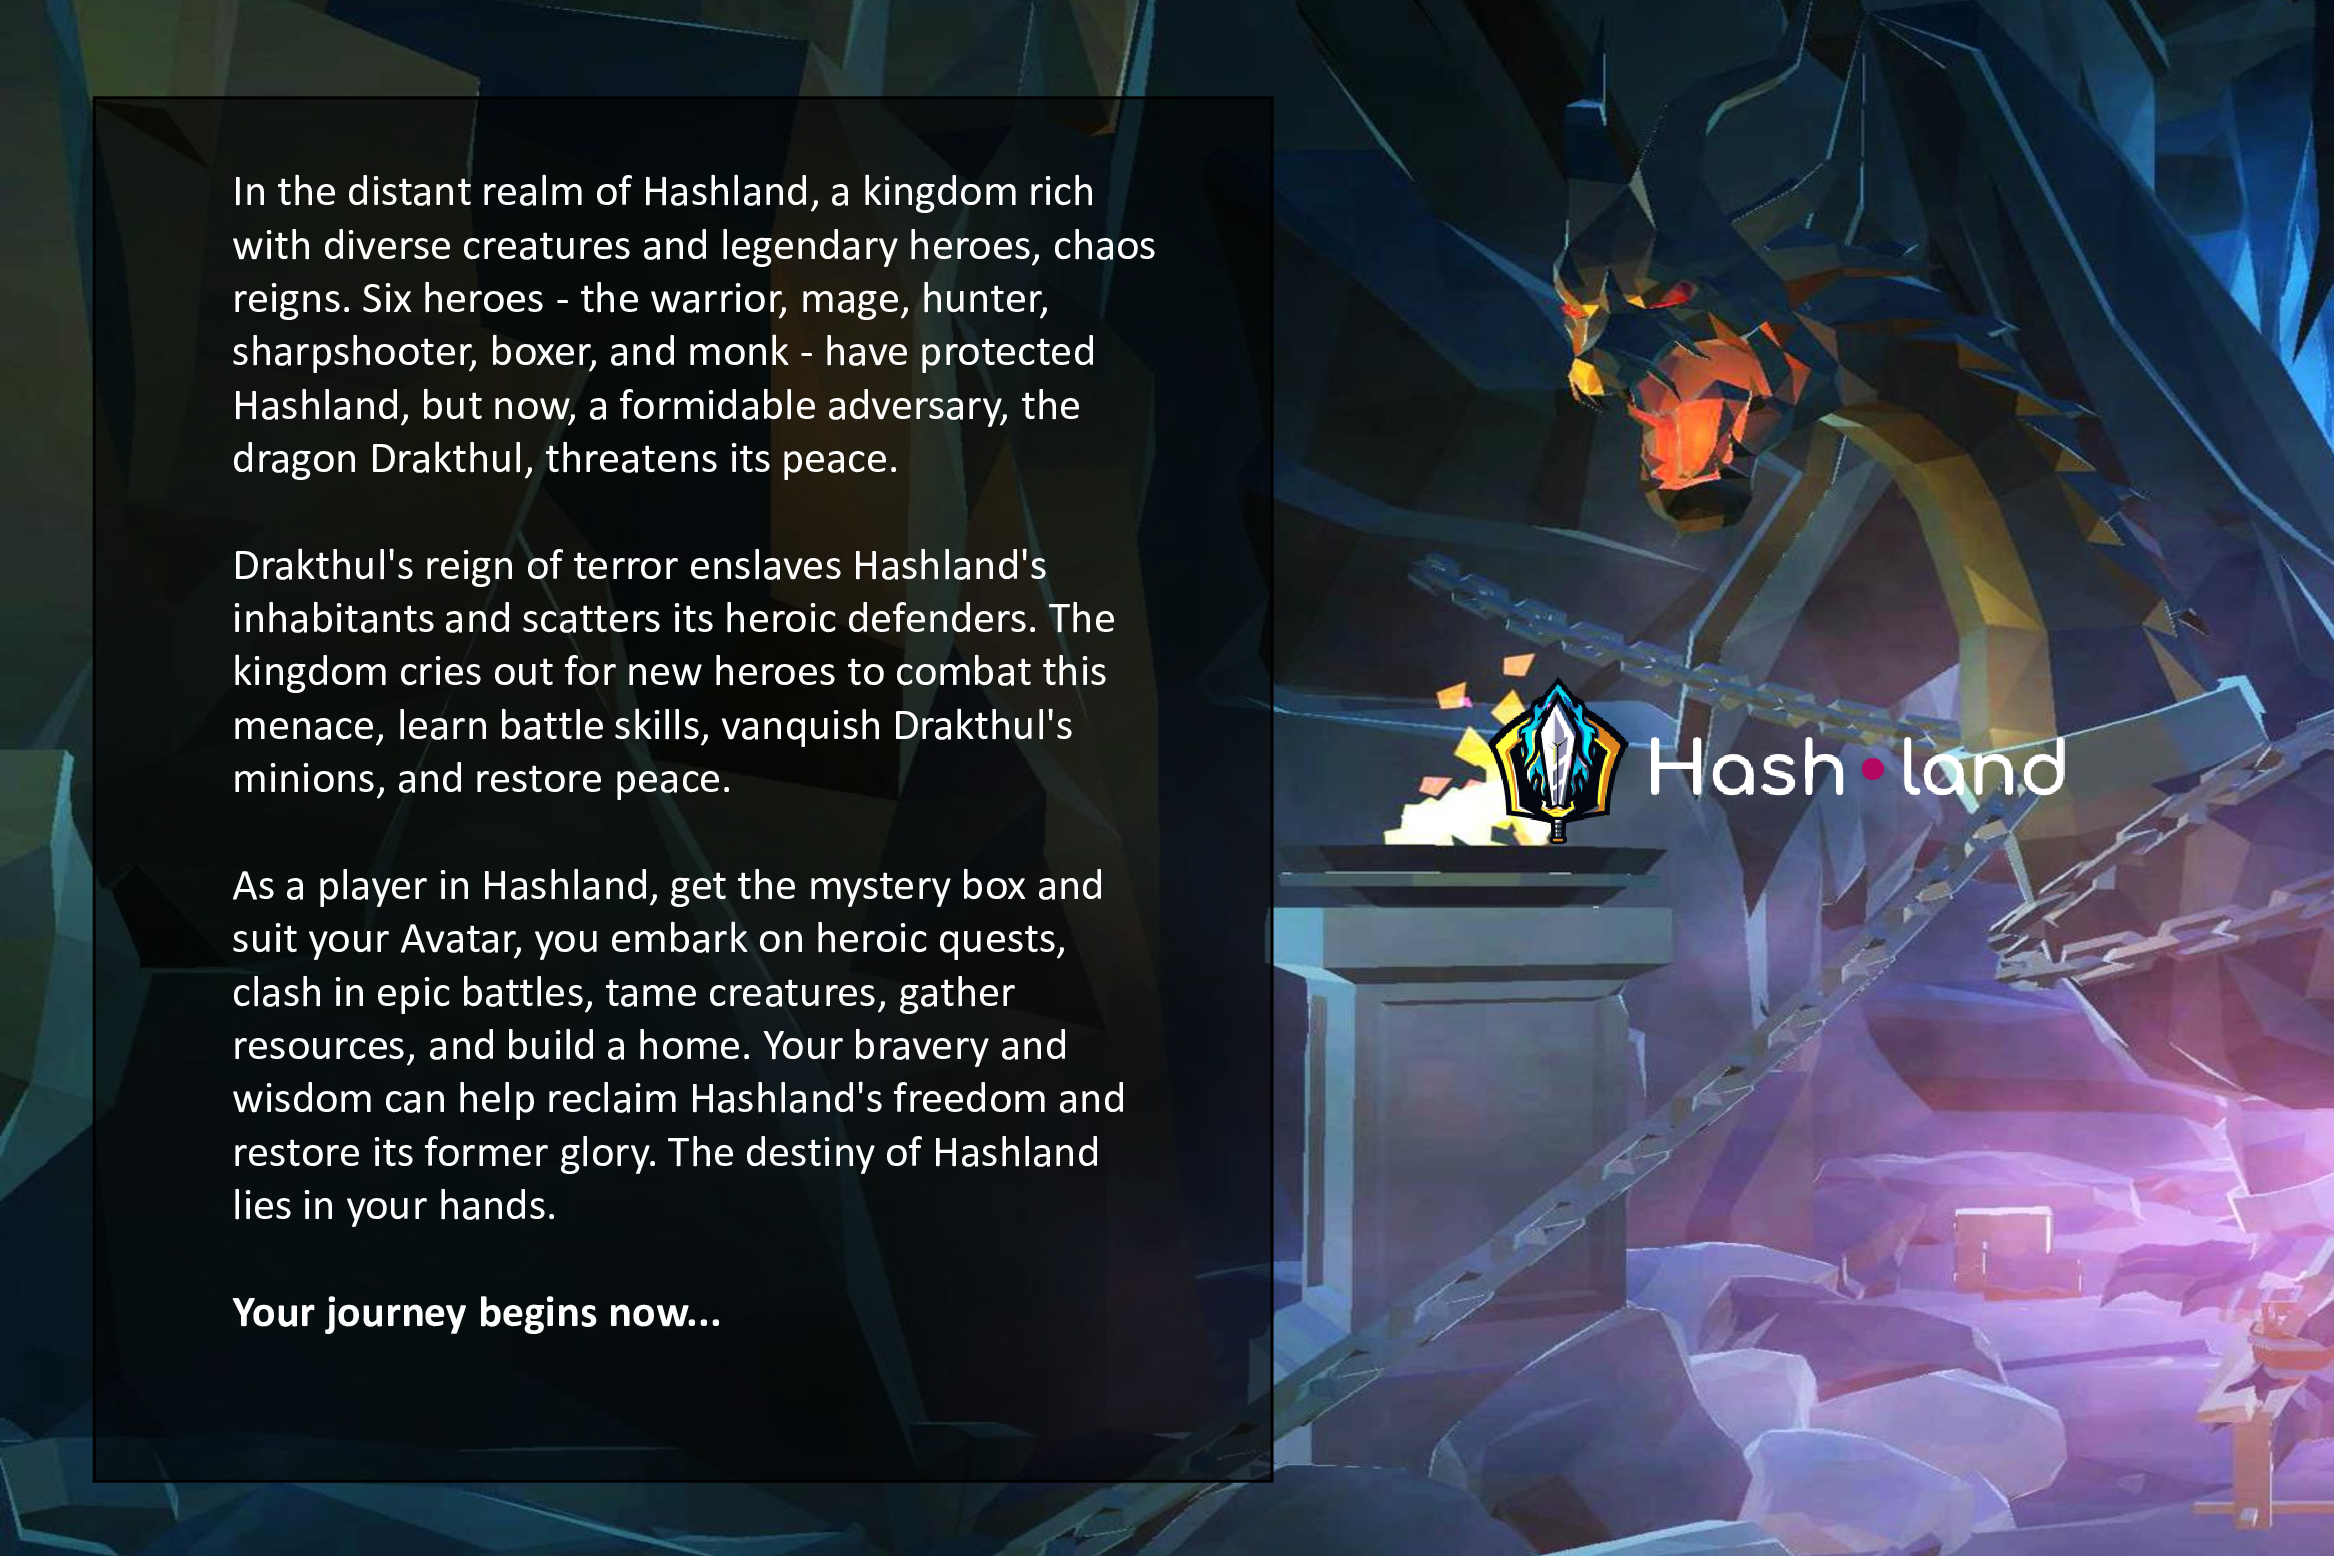 In the distant realm of Hashland, a kingdom rich
with diverse creatures and legendary heroes, chaos
reigns. Six heroes - the warrior, mage, hunter,
sharpshooter, boxer, and monk - have protected
Hashland, but now, a formidable adversary, the
dragon Drakthul, threatens its peace.
Drakthul's reign of terror enslaves Hashland's
inhabitants and scatters its heroic defenders. The
kingdom cries out for new heroes to combat this
menace, learn battle skills, vanquish Drakthul's
minions, and restore peace.
As a player in Hashland, get the mystery box and
suit your Avatar, you embark on heroic quests,
clash in epic battles, tame creatures, gather
resources, and build a home. Your bravery and
wisdom can help reclaim Hashland's freedom and
restore its former glory. The destiny of Hashland
lies in your hands.
Your journey begins now...
Hash•land